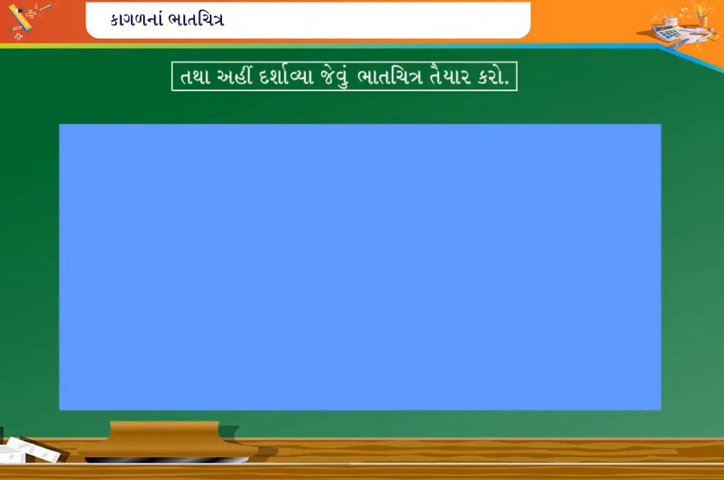 કાગળનાં ભાતચિત્ર
તથા અહીં દર્શાવ્યા જેવું ભાતચિત્ર તૈયાર કરો.